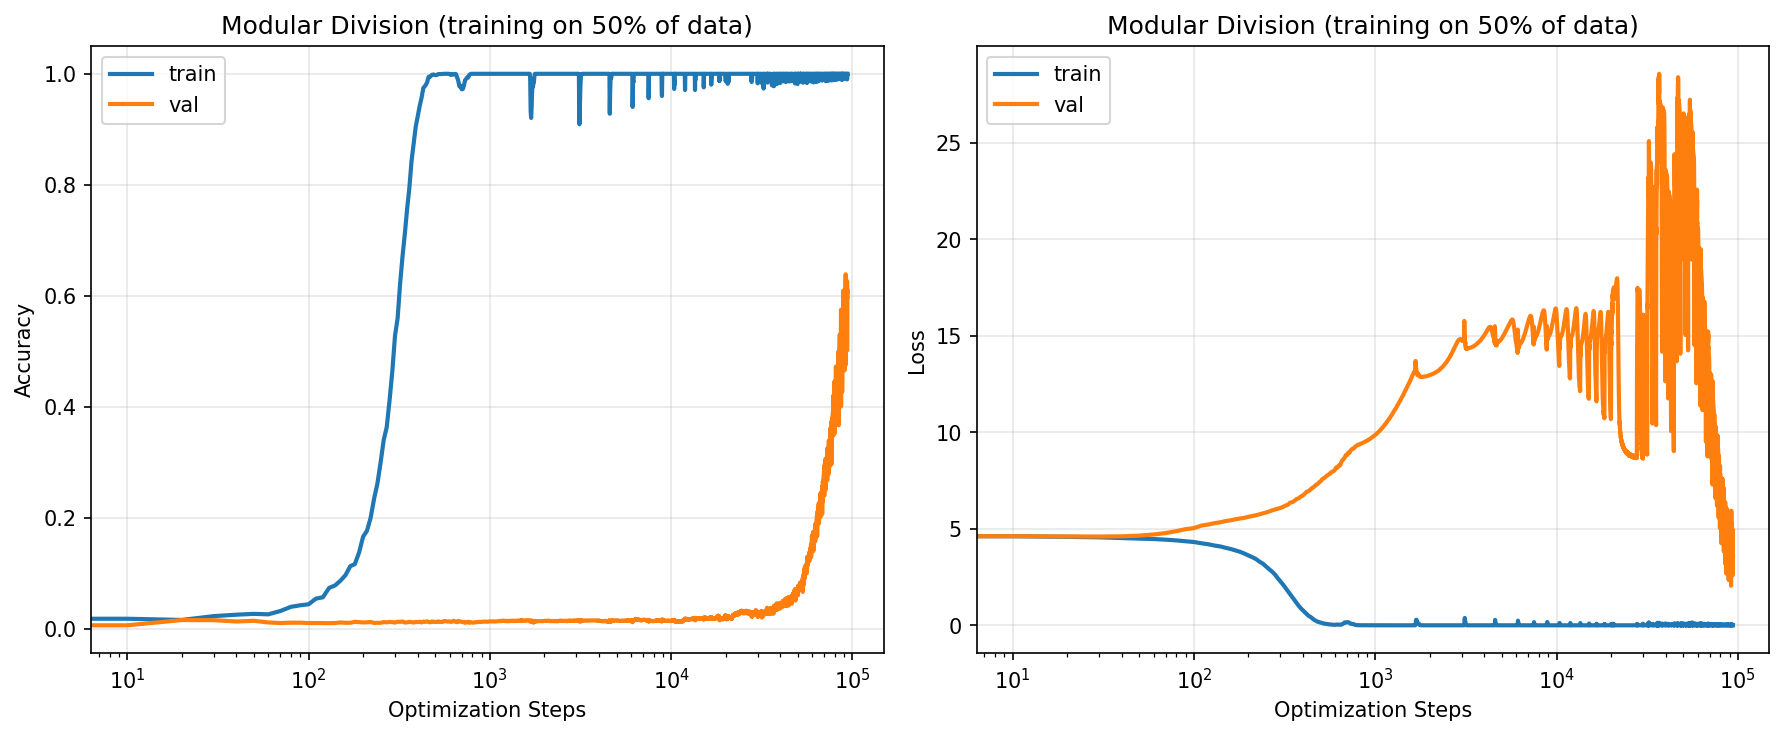 Modular Division (training on 50% of data)
train
val
1.0
0.8
0.6
0.4
0.2
0.0
Accuracy
10¹ 10² 10³ 10⁴ 10⁵
Optimization Steps
Modular Division (training on 50% of data)
train
val
25
20
15
10
5
0
Loss
10¹ 10² 10³ 10⁴ 10⁵
Optimization Steps